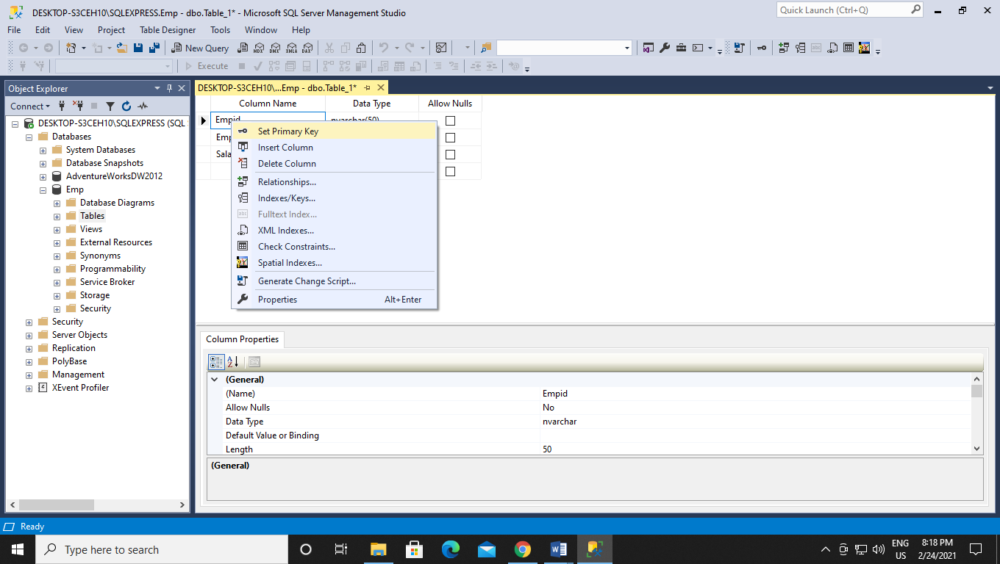 DESKTOP-S3CEH10\SQLEXPRESS.Emp - dbo.Table_1* - Microsoft SQL Server Management Studio
Quick Launch (Ctrl+Q)
File Edit View Project Table Designer Tools Window Help
New Query MDX DMX XMLA DAX
Execute
Object Explorer
DESKTOP-S3CEH10\...Emp - dbo.Table_1*
Connect
Column Name Data Type Allow Nulls
Empid nvarchar(50)
Emp
Sala
DESKTOP-S3CEH10\SQLEXPRESS (SQL
Databases
System Databases
Database Snapshots
AdventureWorksDW2012
Emp
Database Diagrams
Tables
Views
External Resources
Synonyms
Programmability
Service Broker
Storage
Security
Security
Server Objects
Replication
PolyBase
Management
XEvent Profiler
Set Primary Key
Insert Column
Delete Column
Relationships...
Indexes/Keys...
Fulltext Index...
XML Indexes...
Check Constraints...
Spatial Indexes...
Generate Change Script...
Properties Alt+Enter
Column Properties
(General)
(Name) Empid
Allow Nulls No
Data Type nvarchar
Default Value or Binding
Length 50
(General)
Ready
Type here to search
ENG
US
8:18 PM
2/24/2021